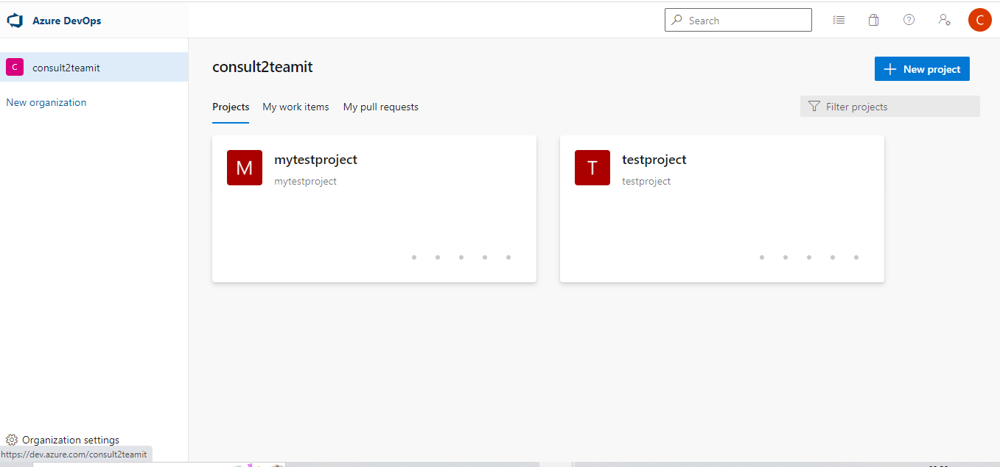 Azure DevOps
Search
C
C
consult2teamit
New organization
consult2teamit
New project
Projects
My work items
My pull requests
Filter projects
M
mytestproject
mytestproject
T
testproject
testproject
Organization settings
https://dev.azure.com/consult2teamit